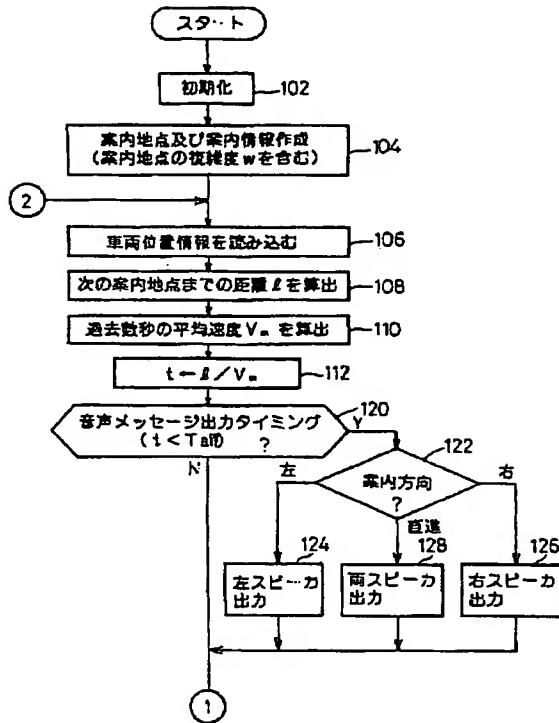 スタート
初期化
102
案内地点及び案内情報作成
(案内地点の複雑度wを含む)
104
2
車両位置情報を読み込む
106
次の案内地点までの距離ℓを算出
108
過去数秒の平均速度Vmを算出
110
t←ℓ/Vm
112
音声メッセージ出力タイミング
120
Y
122
?
N
案内方向
?
左
右
直進
124
左スピーカ
出力
128
両スピーカ
出力
126
右スピーカ
出力
1